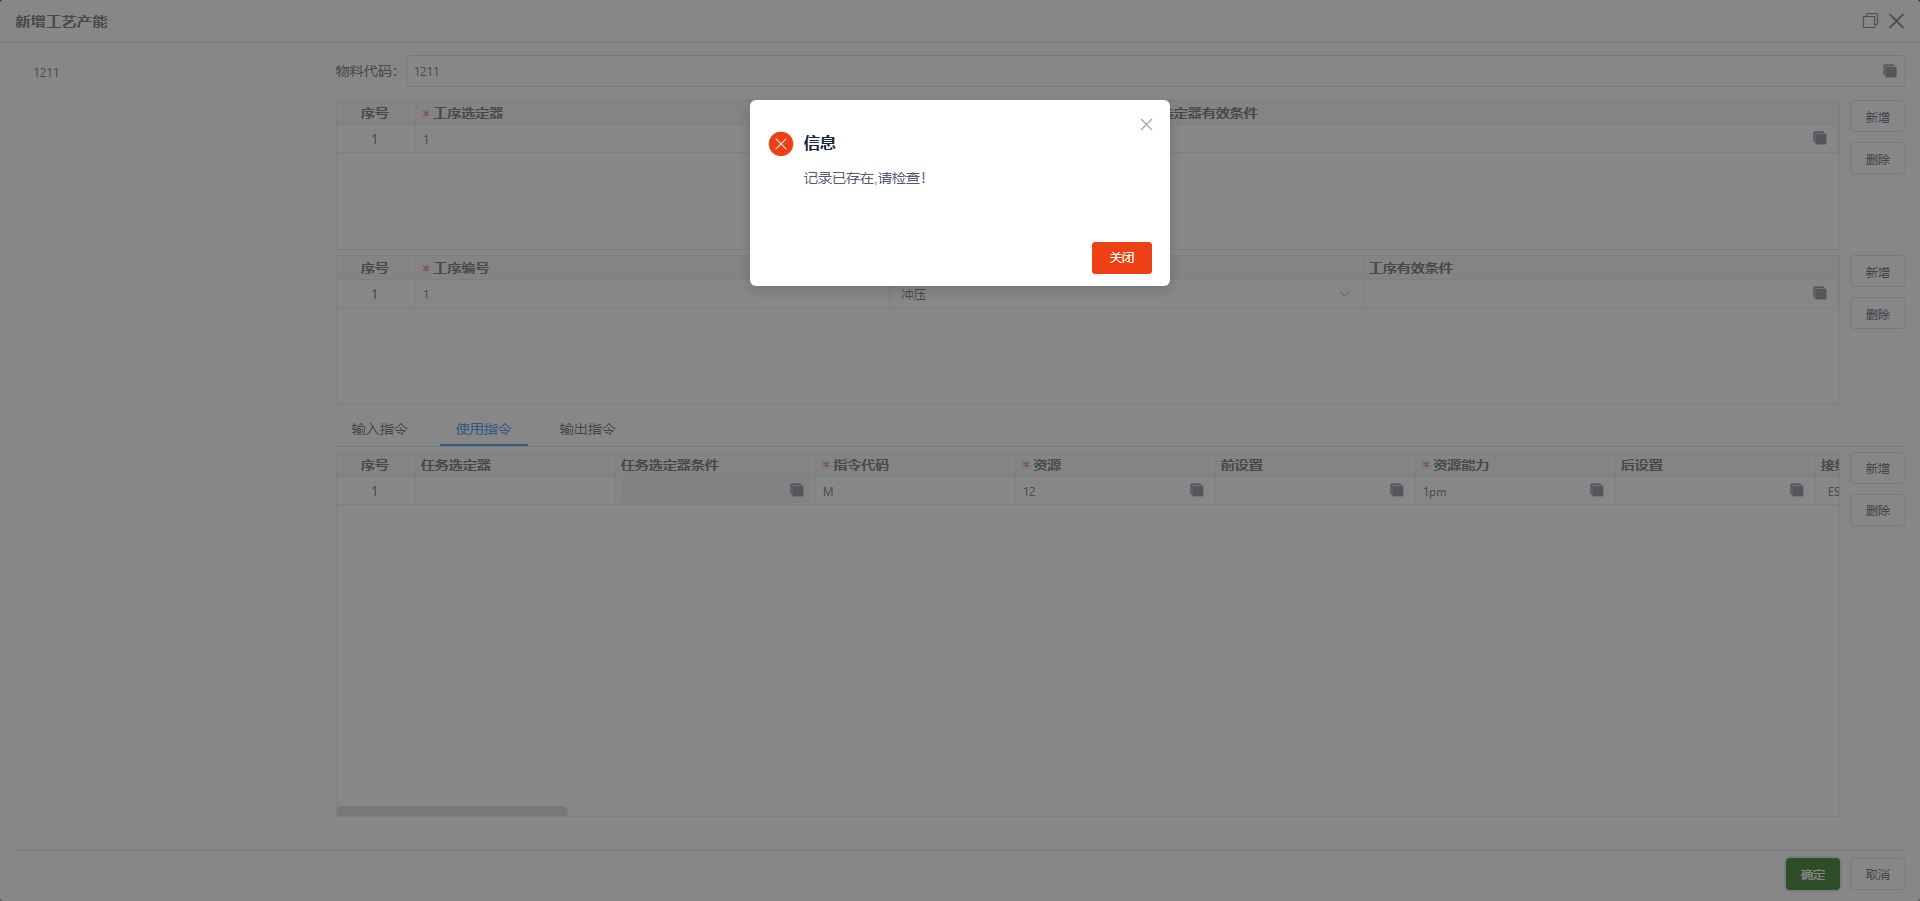 新增工艺产能
1211
物料代码： 1211
序号 * 工序选定器 定器有效条件
新增
1 1
删除
信息
记录已存在,请检查!
关闭
序号 * 工序编号 工序有效条件
新增
1 1 冲压
删除
输入指令 使用指令 输出指令
序号 任务选定器 任务选定器条件 * 指令代码 * 资源 前设置 * 资源能力 后设置 接续
新增
1 M 12 1pm ES
删除
确定 取消